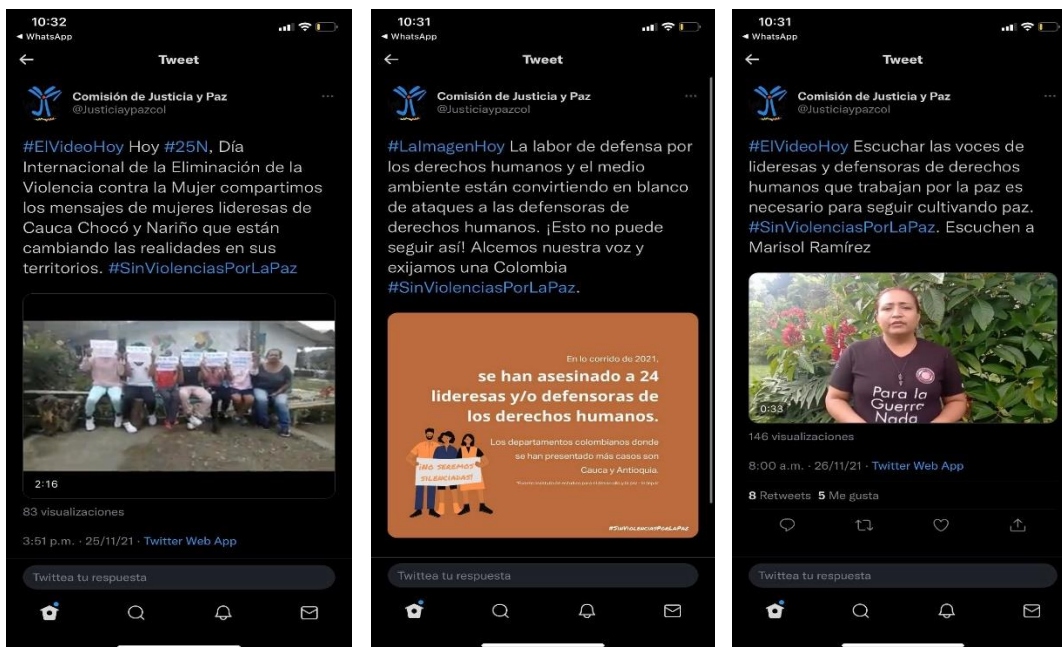 10:32
◄ WhatsApp
Tweet
Comisión de Justicia y Paz
@Justiciaypazcol
#ElVideoHoy Hoy #25N, Día
Internacional de la Eliminación de la
Violencia contra la Mujer compartimos
los mensajes de mujeres lideresas de
Cauca Chocó y Nariño que están
cambiando las realidades en sus
territorios. #SinViolenciasPorLaPaz
2:16
83 visualizaciones
3:51 p.m. · 25/11/21 · Twitter Web App
Twittea tu respuesta
10:31
◄ WhatsApp
Tweet
Comisión de Justicia y Paz
@Justiciaypazcol
#LaImagenHoy La labor de defensa por
los derechos humanos y el medio
ambiente están convirtiendo en blanco
de ataques a las defensoras de
derechos humanos. ¡Esto no puede
seguir así! Alcemos nuestra voz y
exijamos una Colombia
#SinViolenciasPorLaPaz.
En lo corrido de 2021,
se han asesinado a 24
lideresas y/o defensoras de
los derechos humanos.
Los departamentos colombianos donde
se han presentado más casos son
Cauca y Antioquia.
¡NO SEREMOS
SILENCIADAS!
#SinViolenciasPorLaPaz
Twittea tu respuesta
10:31
◄ WhatsApp
Tweet
Comisión de Justicia y Paz
@Justiciaypazcol
#ElVideoHoy Escuchar las voces de
lideresas y defensoras de derechos
humanos que trabajan por la paz es
necesario para seguir cultivando paz.
#SinViolenciasPorLaPaz. Escuchen a
Marisol Ramírez
Para la
Guerra
Nada
0:33
146 visualizaciones
8:00 a.m. · 26/11/21 · Twitter Web App
8 Retweets 5 Me gusta
Twittea tu respuesta